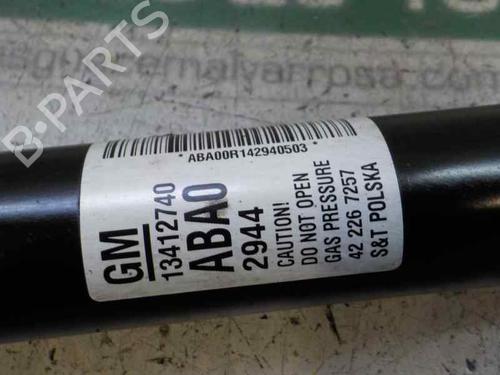 *ABA00R142940503*
GM
13412740
ABA0
2944
CAUTION!
DO NOT OPEN
GAS PRESSURE
42 226 7257
S&T POLSKA
B-PARTS